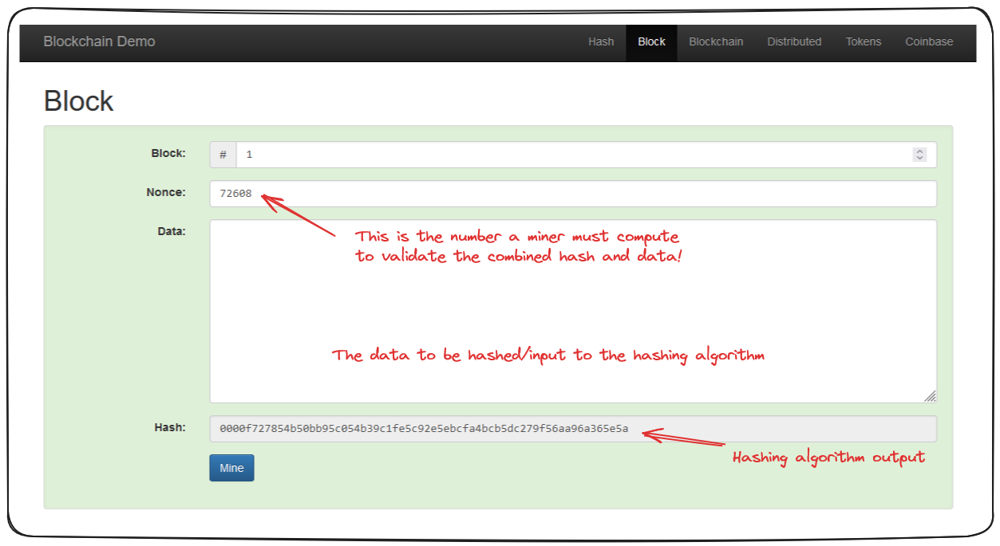 Blockchain Demo
Hash Block Blockchain Distributed Tokens Coinbase
Block
Block: # 1
Nonce: 72608
Data:
This is the number a miner must compute
to validate the combined hash and data!
The data to be hashed/input to the hashing algorithm
Hash: 0000f727854b50bb95c054b39c1fe5c92e5ebcfa4bcb5dc279f56aa96a365e5a
Hashing algorithm output
Mine